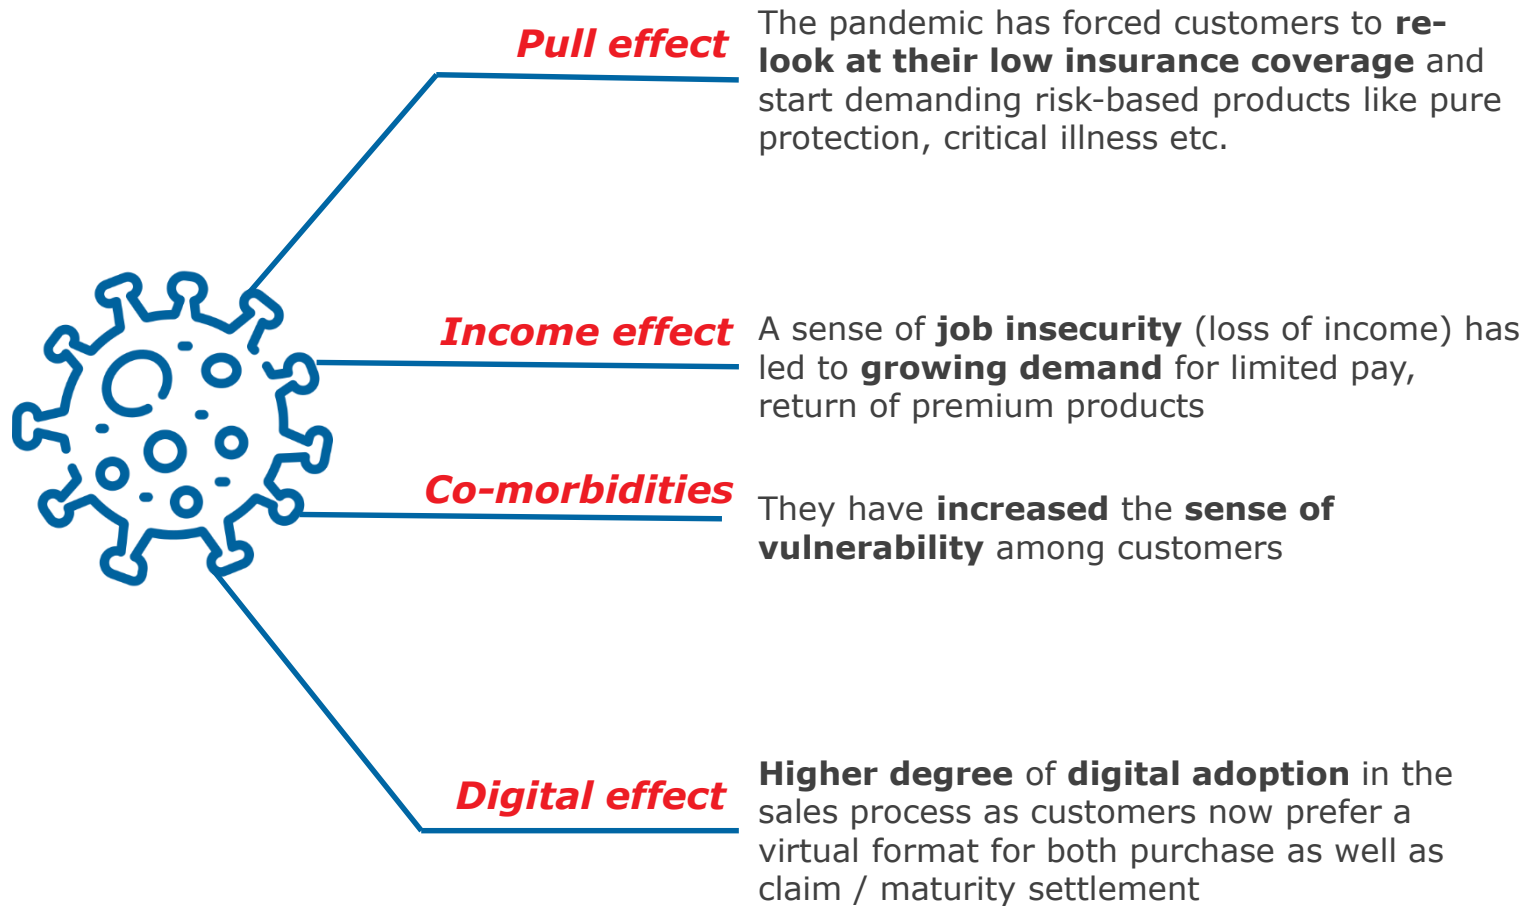 Pull effect
The pandemic has forced customers to re-
look at their low insurance coverage and
start demanding risk-based products like pure
protection, critical illness etc.
Income effect
A sense of job insecurity (loss of income) has
led to growing demand for limited pay,
return of premium products
Co-morbidities
They have increased the sense of
vulnerability among customers
Digital effect
Higher degree of digital adoption in the
sales process as customers now prefer a
virtual format for both purchase as well as
claim / maturity settlement